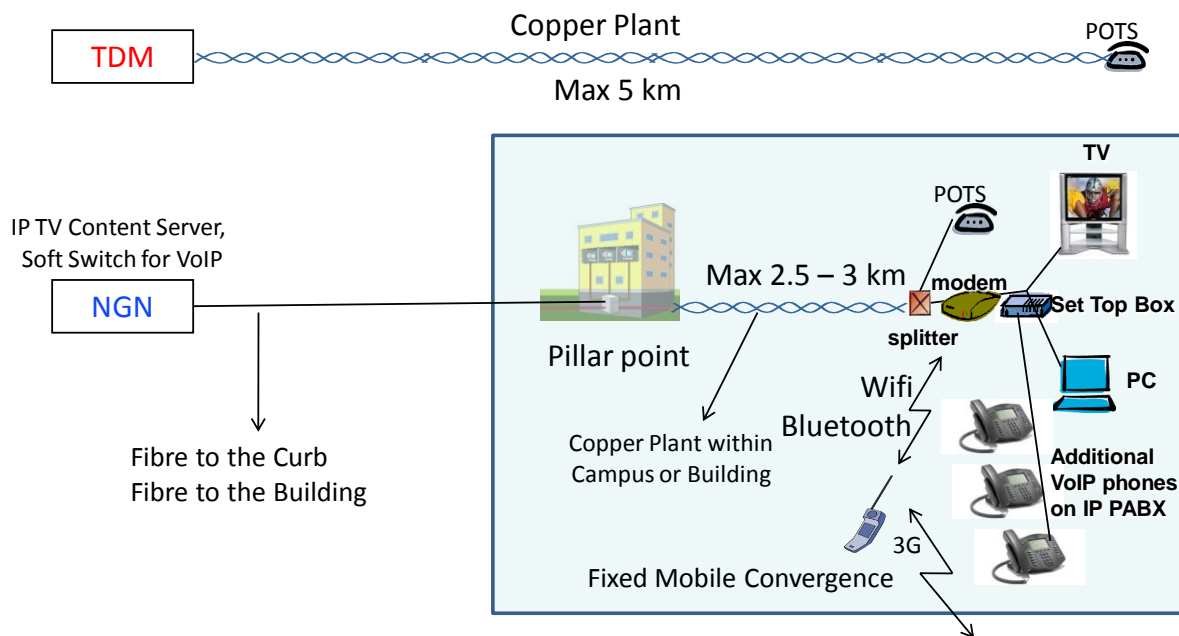 Copper Plant
POTS
TDM
Max 5 km
TV
POTS
IP TV Content Server,
Soft Switch for VoIP
Max 2.5 – 3 km
modem
NGN
Set Top Box
splitter
Pillar point
PC
Wifi
Bluetooth
Copper Plant within
Campus or Building
Fibre to the Curb
Fibre to the Building
Additional
VoIP phones
on IP PABX
3G
Fixed Mobile Convergence